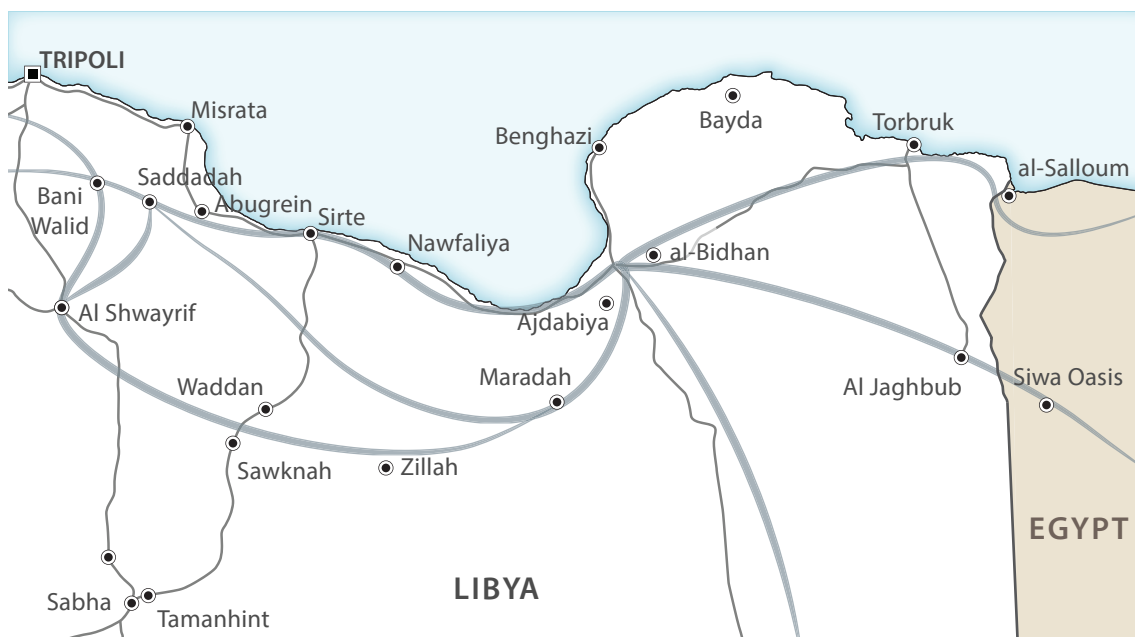 TRIPOLI
Misrata
Benghazi
Bayda
Torbruk
al-Salloum
Saddadah
Bani
Walid
Abugrein
Sirte
Nawfaliya
al-Bidhan
Al Shwayrif
Ajdabiya
Waddan
Maradah
Al Jaghbub
Siwa Oasis
Sawknah
Zillah
EGYPT
LIBYA
Sabha
Tamanhint